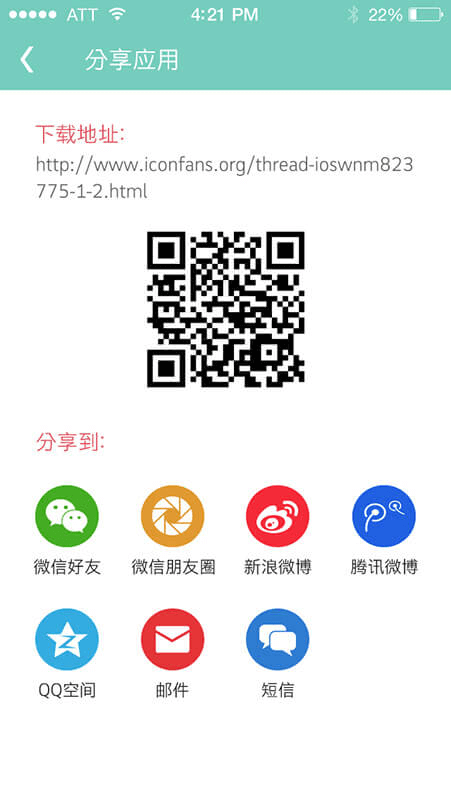 ATT 4:21 PM 22%
分享应用
下载地址:
http://www.iconfans.org/thread-ioswnm823
775-1-2.html
分享到:
微信好友 微信朋友圈 新浪微博 腾讯微博
QQ空间 邮件 短信